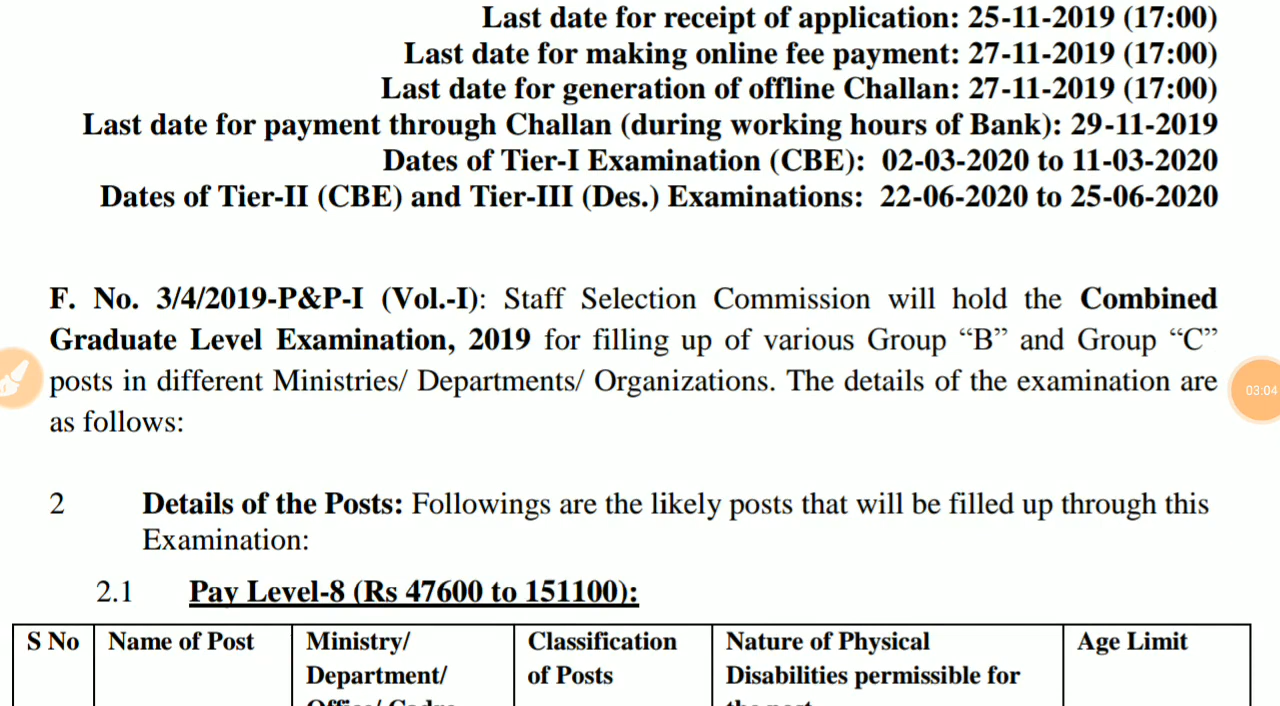 Last date for receipt of application: 25-11-2019 (17:00)
Last date for making online fee payment: 27-11-2019 (17:00)
Last date for generation of offline Challan: 27-11-2019 (17:00)
Last date for payment through Challan (during working hours of Bank): 29-11-2019
Dates of Tier-I Examination (CBE): 02-03-2020 to 11-03-2020
Dates of Tier-II (CBE) and Tier-III (Des.) Examinations: 22-06-2020 to 25-06-2020
F. No. 3/4/2019-P&P-I (Vol.-I): Staff Selection Commission will hold the Combined
Graduate Level Examination, 2019 for filling up of various Group “B” and Group “C”
posts in different Ministries/ Departments/ Organizations. The details of the examination are
as follows:
03:04
2 Details of the Posts: Followings are the likely posts that will be filled up through this
Examination:
2.1 Pay Level-8 (Rs 47600 to 151100):
S No Name of Post Ministry/ Classification Nature of Physical Age Limit
Department/ of Posts Disabilities permissible for